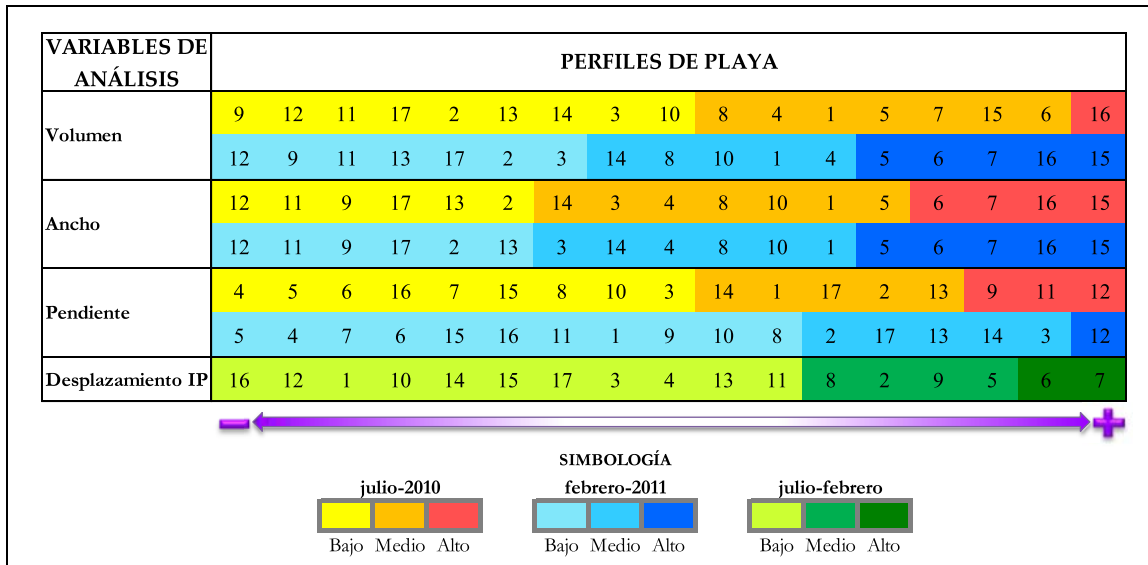 VARIABLES DE
ANÁLISIS
PERFILES DE PLAYA
Volumen
9 12 11 17 2 13 14 3 10 8 4 1 5 7 15 6 16
12 9 11 13 17 2 3 14 8 10 1 4 5 6 7 16 15
Ancho
12 11 9 17 13 2 14 3 4 8 10 1 5 6 7 16 15
12 11 9 17 2 13 3 14 4 8 10 1 5 6 7 16 15
Pendiente
4 5 6 16 7 15 8 10 3 14 1 17 2 13 9 11 12
5 4 7 6 15 16 11 1 9 10 8 2 17 13 14 3 12
Desplazamiento IP 16 12 1 10 14 15 17 3 4 13 11 8 2 9 5 6 7
SIMBOLOGÍA
julio-2010 febrero-2011 julio-febrero
Bajo Medio Alto Bajo Medio Alto Bajo Medio Alto